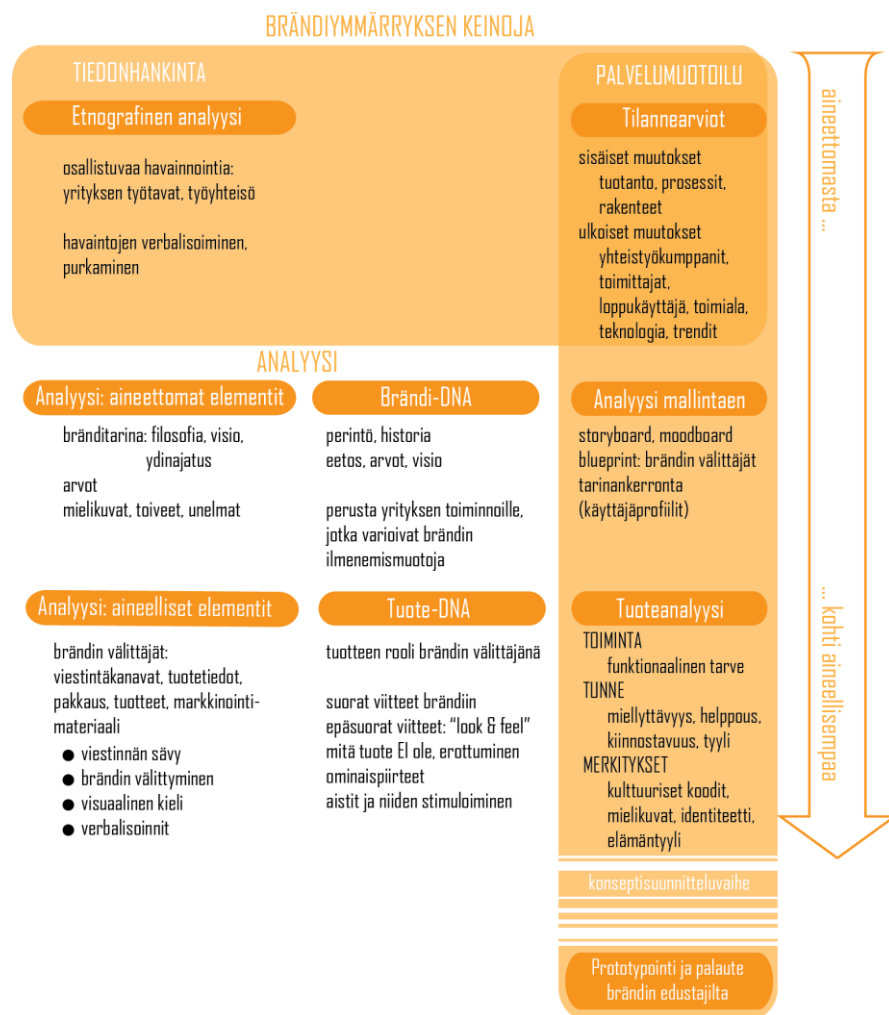 BRÄNDIYMMÄRRYKSEN KEINOJA
TIEDONHANKINTA
Etnografinen analyysi
osallistuvaa havainnointia:
yrityksen työtavat, työyhteisö
havaintojen verbalisoiminen,
purkaminen
PALVELUMUOTOILU
Tilannearviot
sisäiset muutokset
tuotanto, prosessit,
rakenteet
ulkoiset muutokset
yhteistyökumppanit,
toimittajat,
loppukäyttäjä, toimiala,
teknologia, trendit
aineettomasta ...
ANALYYSI
Analyysi: aineettomat elementit
bränditarina: filosofia, visio,
ydinajatus
arvot
mielikuvat, toiveet, unelmat
Brändi-DNA
perintö, historia
eetos, arvot, visio
perusta yrityksen toiminnoille,
jotka varioivat brändin
ilmenemismuotoja
Analyysi mallintaen
storyboard, moodboard
blueprint: brändin välittäjät
tarinankerronta
(käyttäjäprofiilit)
Analyysi: aineelliset elementit
brändin välittäjät:
viestintäkanavat, tuotetiedot,
pakkaus, tuotteet, markkinointi-
materiaali
● viestinnän sävy
● brändin välittyminen
● visuaalinen kieli
● verbalisoinnit
Tuote-DNA
tuotteen rooli brändin välittäjänä
suorat viitteet brändiin
epäsuorat viitteet: “look & feel”
mitä tuote EI ole, erottuminen
ominaispiirteet
aistit ja niiden stimuloiminen
Tuoteanalyysi
TOIMINTA
funktionaalinen tarve
TUNNE
miellyttävyys, helppous,
kiinnostavuus, tyyli
MERKITYKSET
kulttuuriset koodit,
mielikuvat, identiteetti,
elämäntyyli
... kohti aineellisempaa
konseptisuunnitteluvaihe
Prototypointi ja palaute
brändin edustajilta